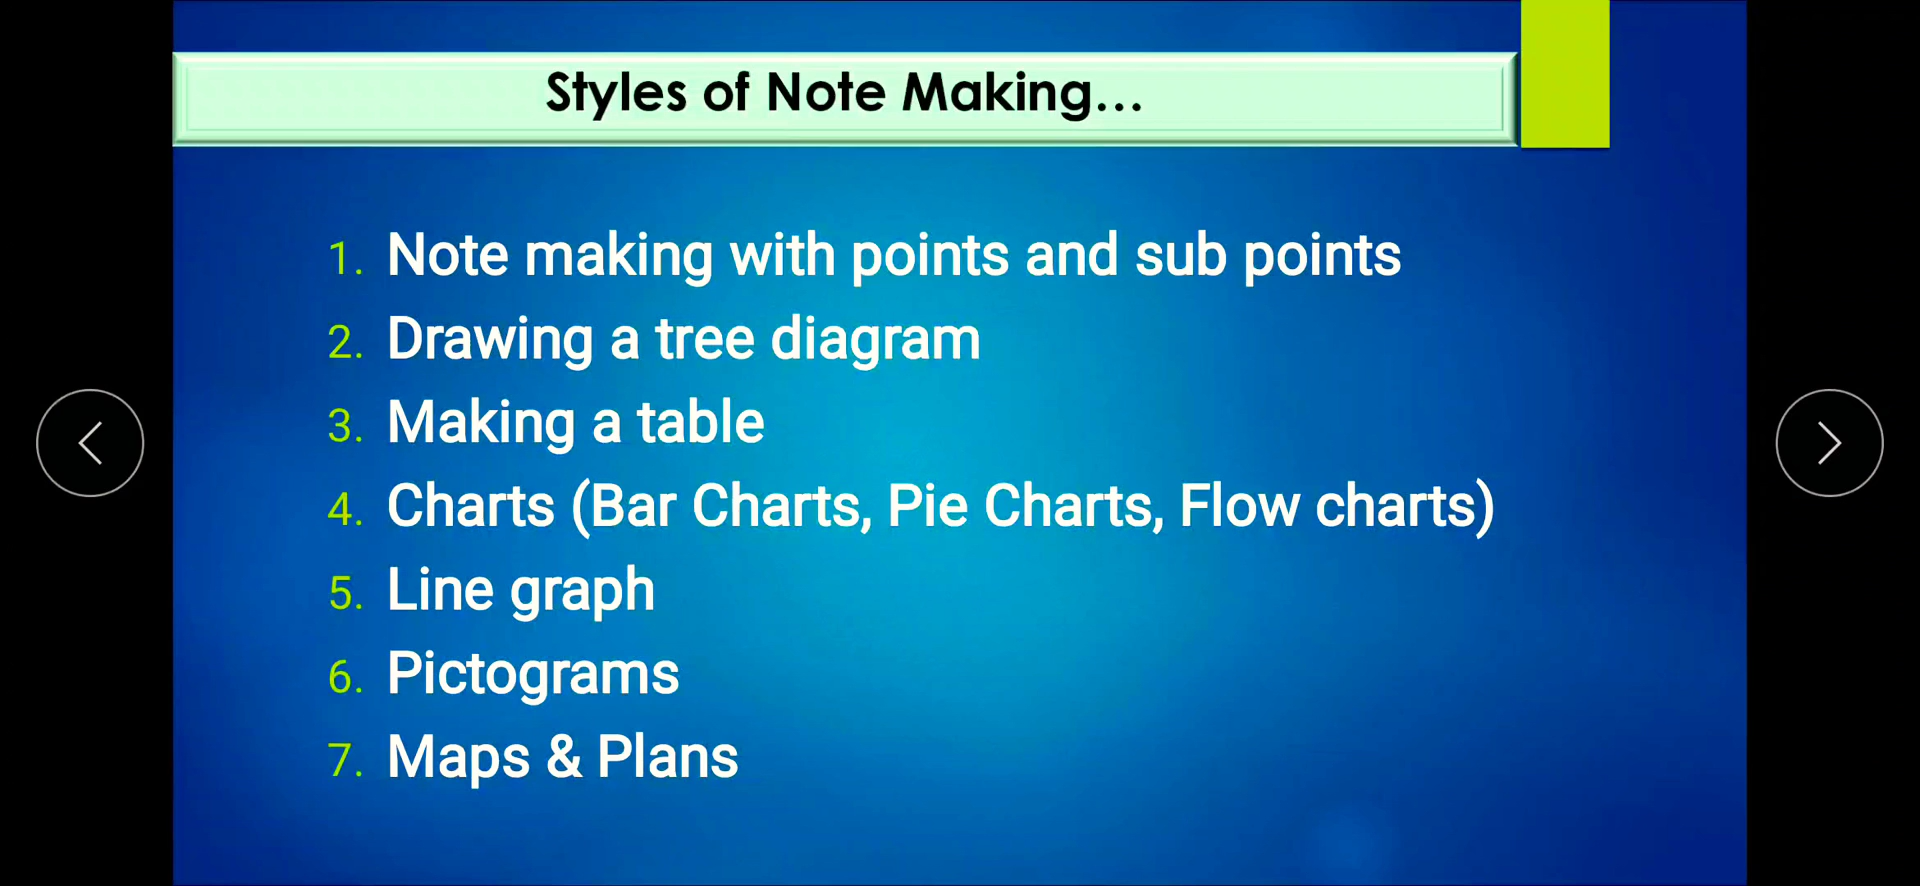 Styles of Note Making...
1. Note making with points and sub points
2. Drawing a tree diagram
3. Making a table
4. Charts (Bar Charts, Pie Charts, Flow charts)
5. Line graph
6. Pictograms
7. Maps & Plans